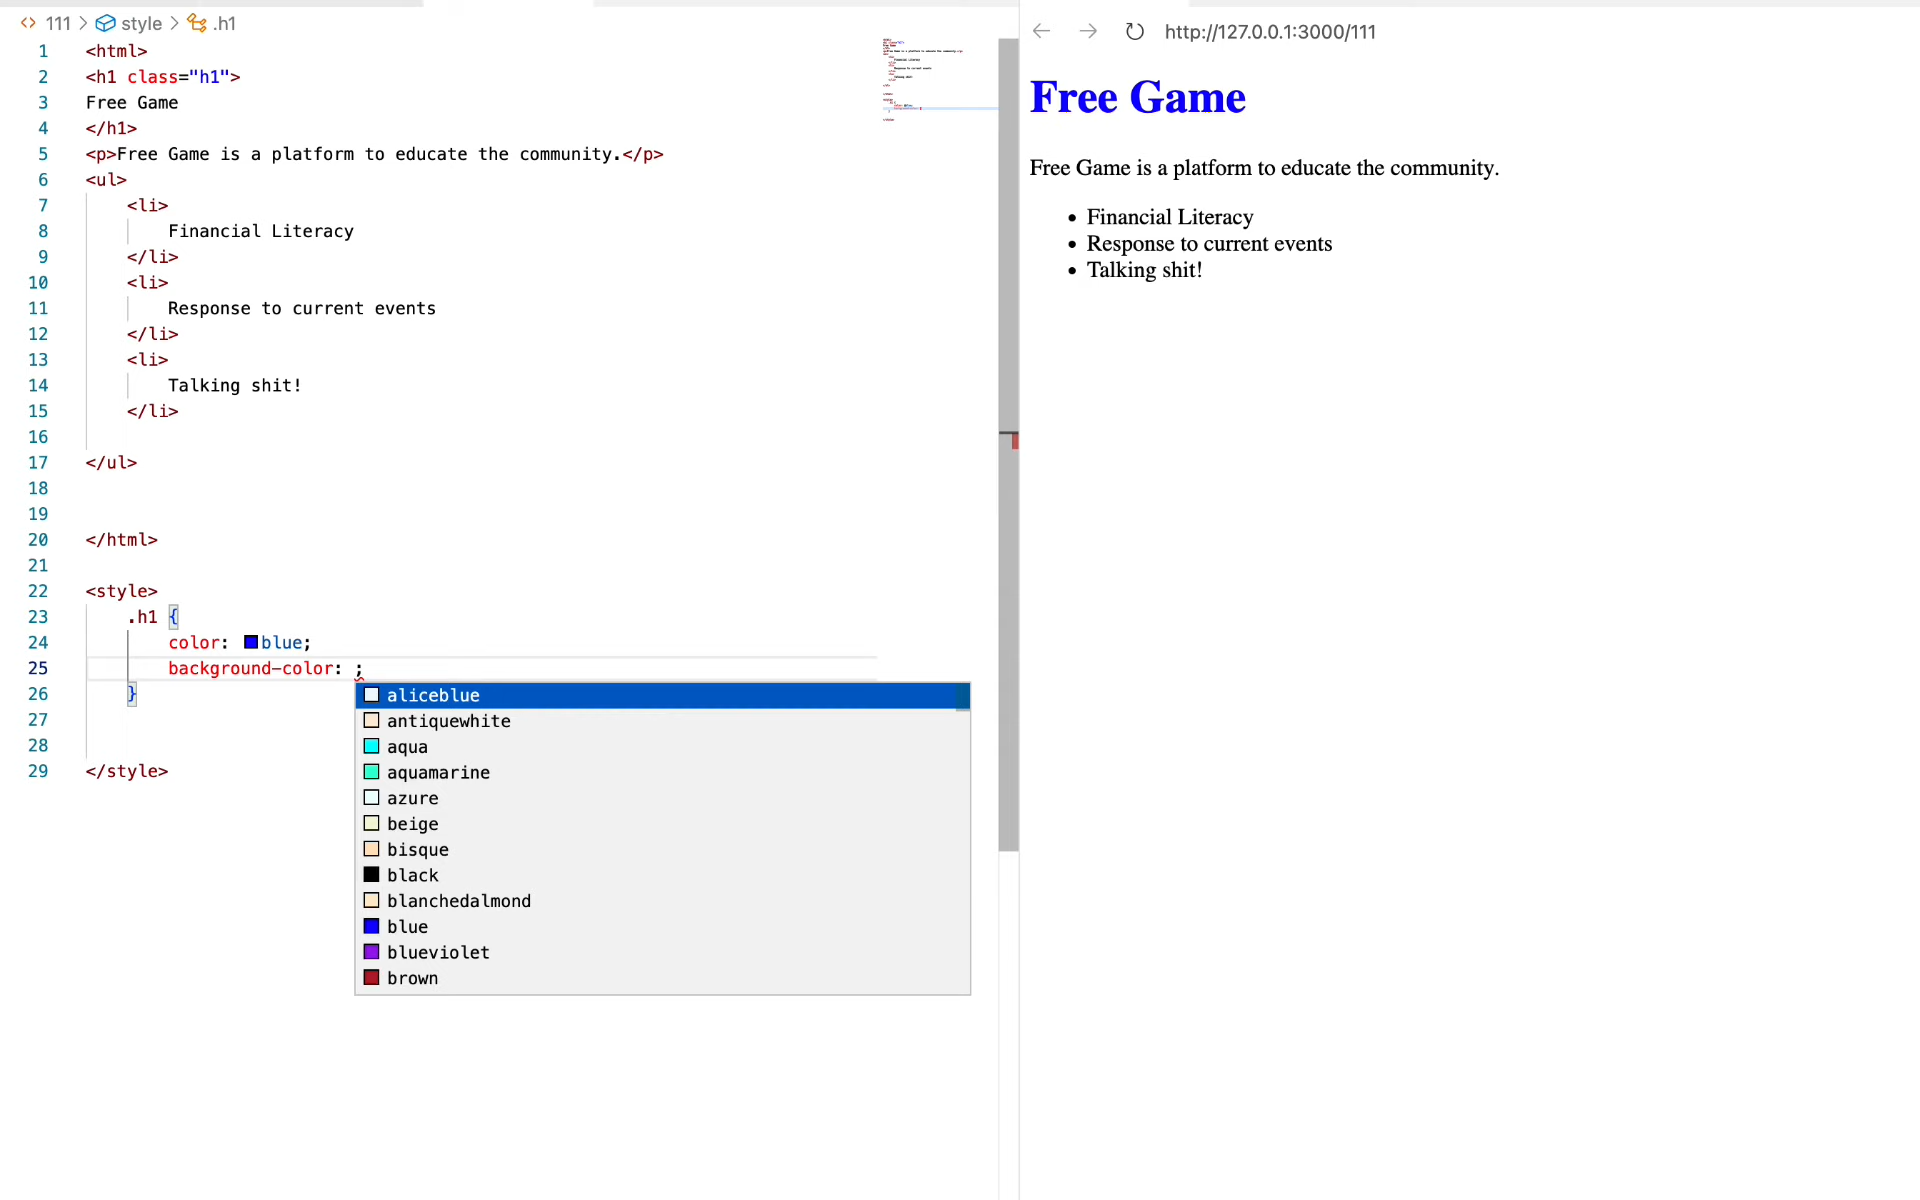 <> 111 > style > .h1
1 <html>
2 <h1 class="h1">
3 Free Game
4 </h1>
5 <p>Free Game is a platform to educate the community.</p>
6 <ul>
7 <li>
8 Financial Literacy
9 </li>
10 <li>
11 Response to current events
12 </li>
13 <li>
14 Talking shit!
15 </li>
16
17 </ul>
18
19
20 </html>
21
22 <style>
23 .h1 {
24 color: blue;
25 background-color: ;
26 }
27
28
29 </style>
aliceblue
antiquewhite
aqua
aquamarine
azure
beige
bisque
black
blanchedalmond
blue
blueviolet
brown
http://127.0.0.1:3000/111
Free Game
Free Game is a platform to educate the community.
• Financial Literacy
• Response to current events
• Talking shit!